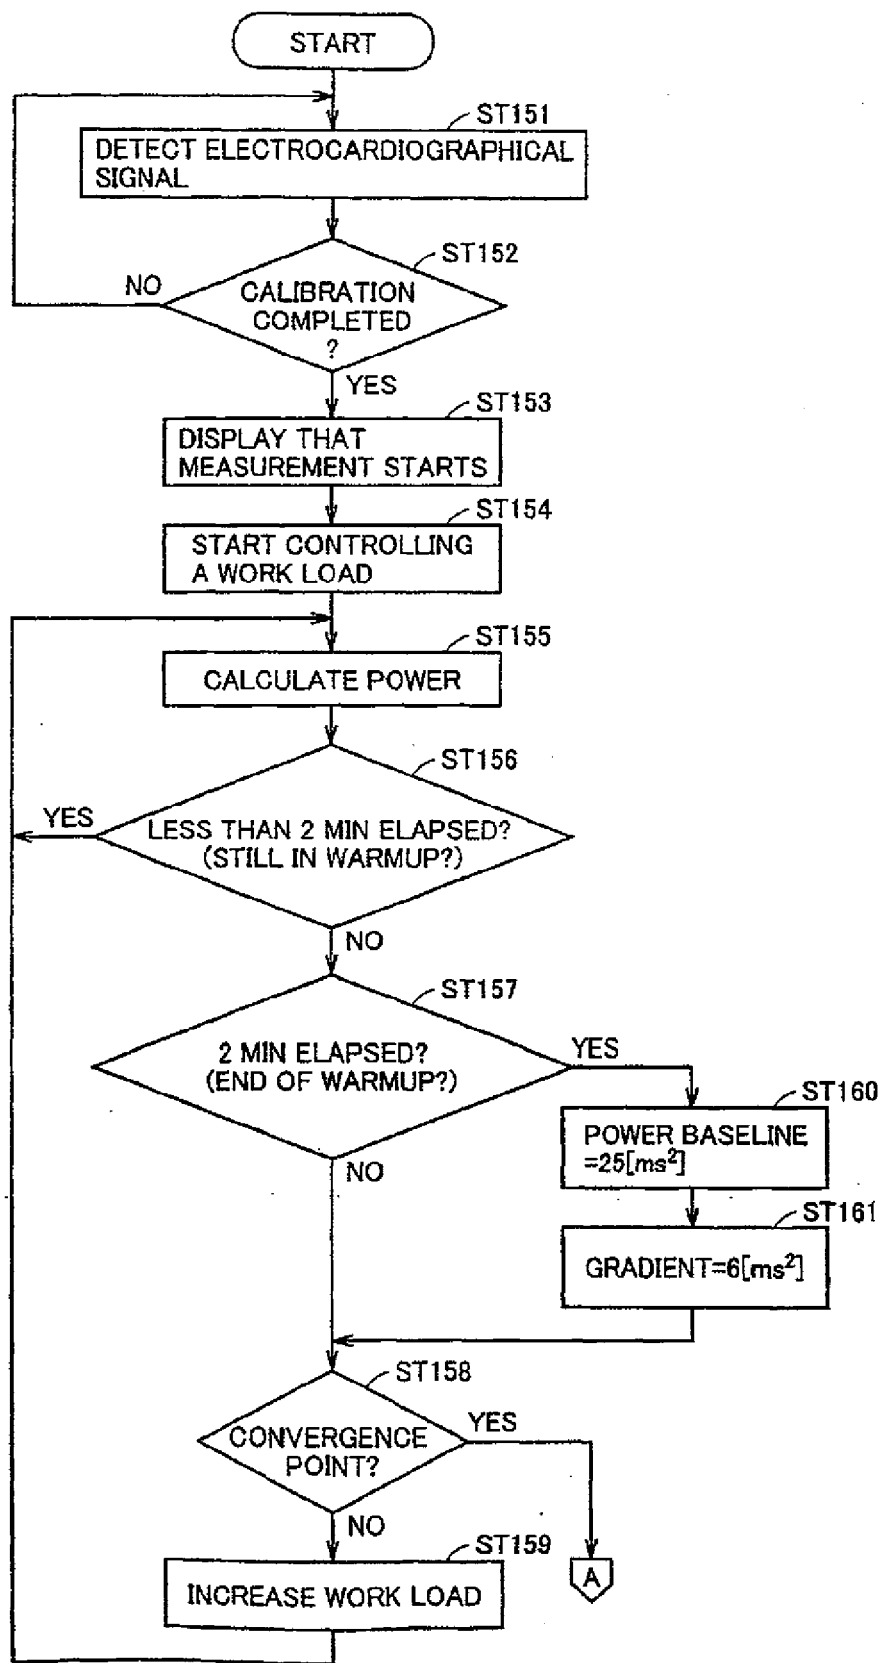 START
ST151
DETECT ELECTROCARDIOGRAPHICAL
SIGNAL
ST152
NO
CALIBRATION
COMPLETED
?
YES
ST153
DISPLAY THAT
MEASUREMENT STARTS
ST154
START CONTROLLING
A WORK LOAD
ST155
CALCULATE POWER
ST156
YES
LESS THAN 2 MIN ELAPSED?
(STILL IN WARMUP?)
NO
ST157
2 MIN ELAPSED?
(END OF WARMUP?)
YES
ST160
POWER BASELINE
=25[ms²]
NO
ST161
GRADIENT=6[ms²]
ST158
CONVERGENCE
POINT?
YES
NO
ST159
INCREASE WORK LOAD
A